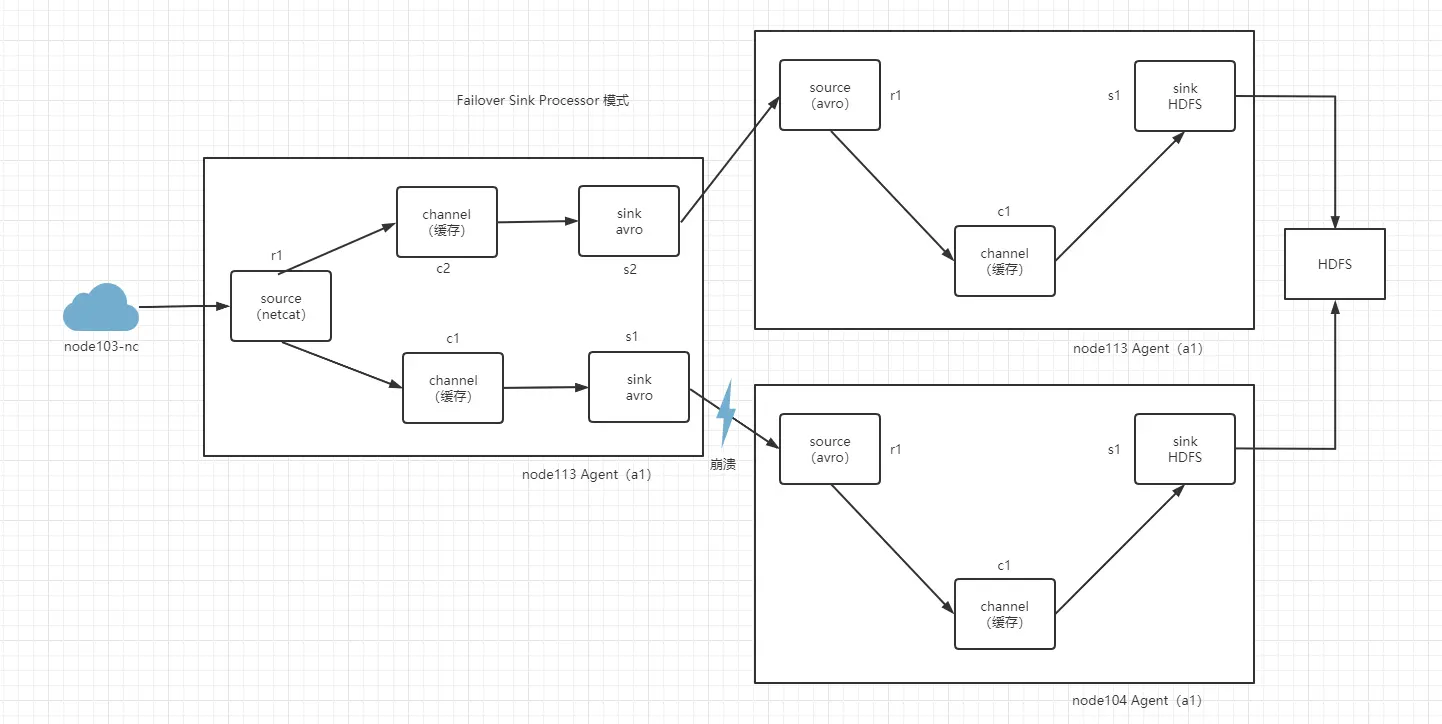 Failover Sink Processor 模式
node103-nc
r1
source
(netcat)
channel
（缓存）
c2
sink
avro
s2
c1
channel
（缓存）
s1
sink
avro
node113 Agent（a1）
崩溃
source
（avro）
r1
c1
channel
（缓存）
s1
sink
HDFS
node113 Agent（a1）
source
（avro）
r1
c1
channel
（缓存）
s1
sink
HDFS
node104 Agent（a1）
HDFS